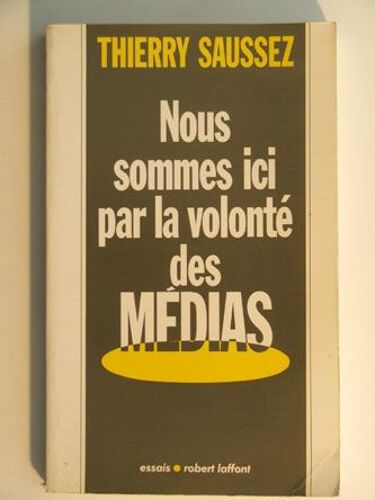 THIERRY SAUSSEZ
Nous
sommes ici
par la volonté
des
MÉDIAS
essais • robert laffont